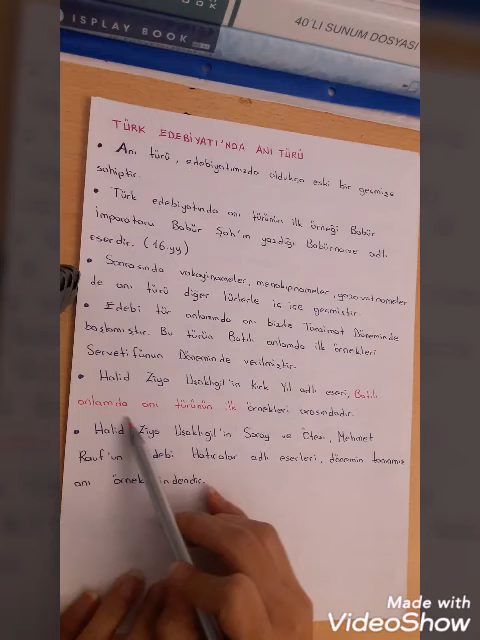 ISPLAY BOOK
40'LI SUNUM DOSYASI
TÜRK EDEBİYATI'NDA ANI TÜRÜ
• Anı türü, edebiyatımızda oldukça eski bir geçmişe
sahiptir.
• Türk edebiyatında anı türünün ilk örneği Babür
İmparatoru Babür Şah'ın yazdığı Babürname adlı
eserdir. (16.yy)
• Sonrasında vakayinameler, menakıpnameler, gazavatnameler
de anı türü diğer türlerle iç içe geçmiştir.
• Edebi tür anlamında anı bizde Tanzimat Döneminde
başlamıştır. Bu türün Batılı anlamda ilk örnekleri
Servetifünun Döneminde verilmiştir.
• Halid Ziya Uşaklıgil'in Kırk Yıl adlı eseri, Batılı
anlamda anı türünün ilk örnekleri arasındadır.
• Halid Ziya Uşaklıgil'in Saray ve Ötesi, Mehmet
Rauf'un debi Hatıralar adlı eserleri, dönemin tanınmış
anı örnek indendir.
Made with
VideoShow